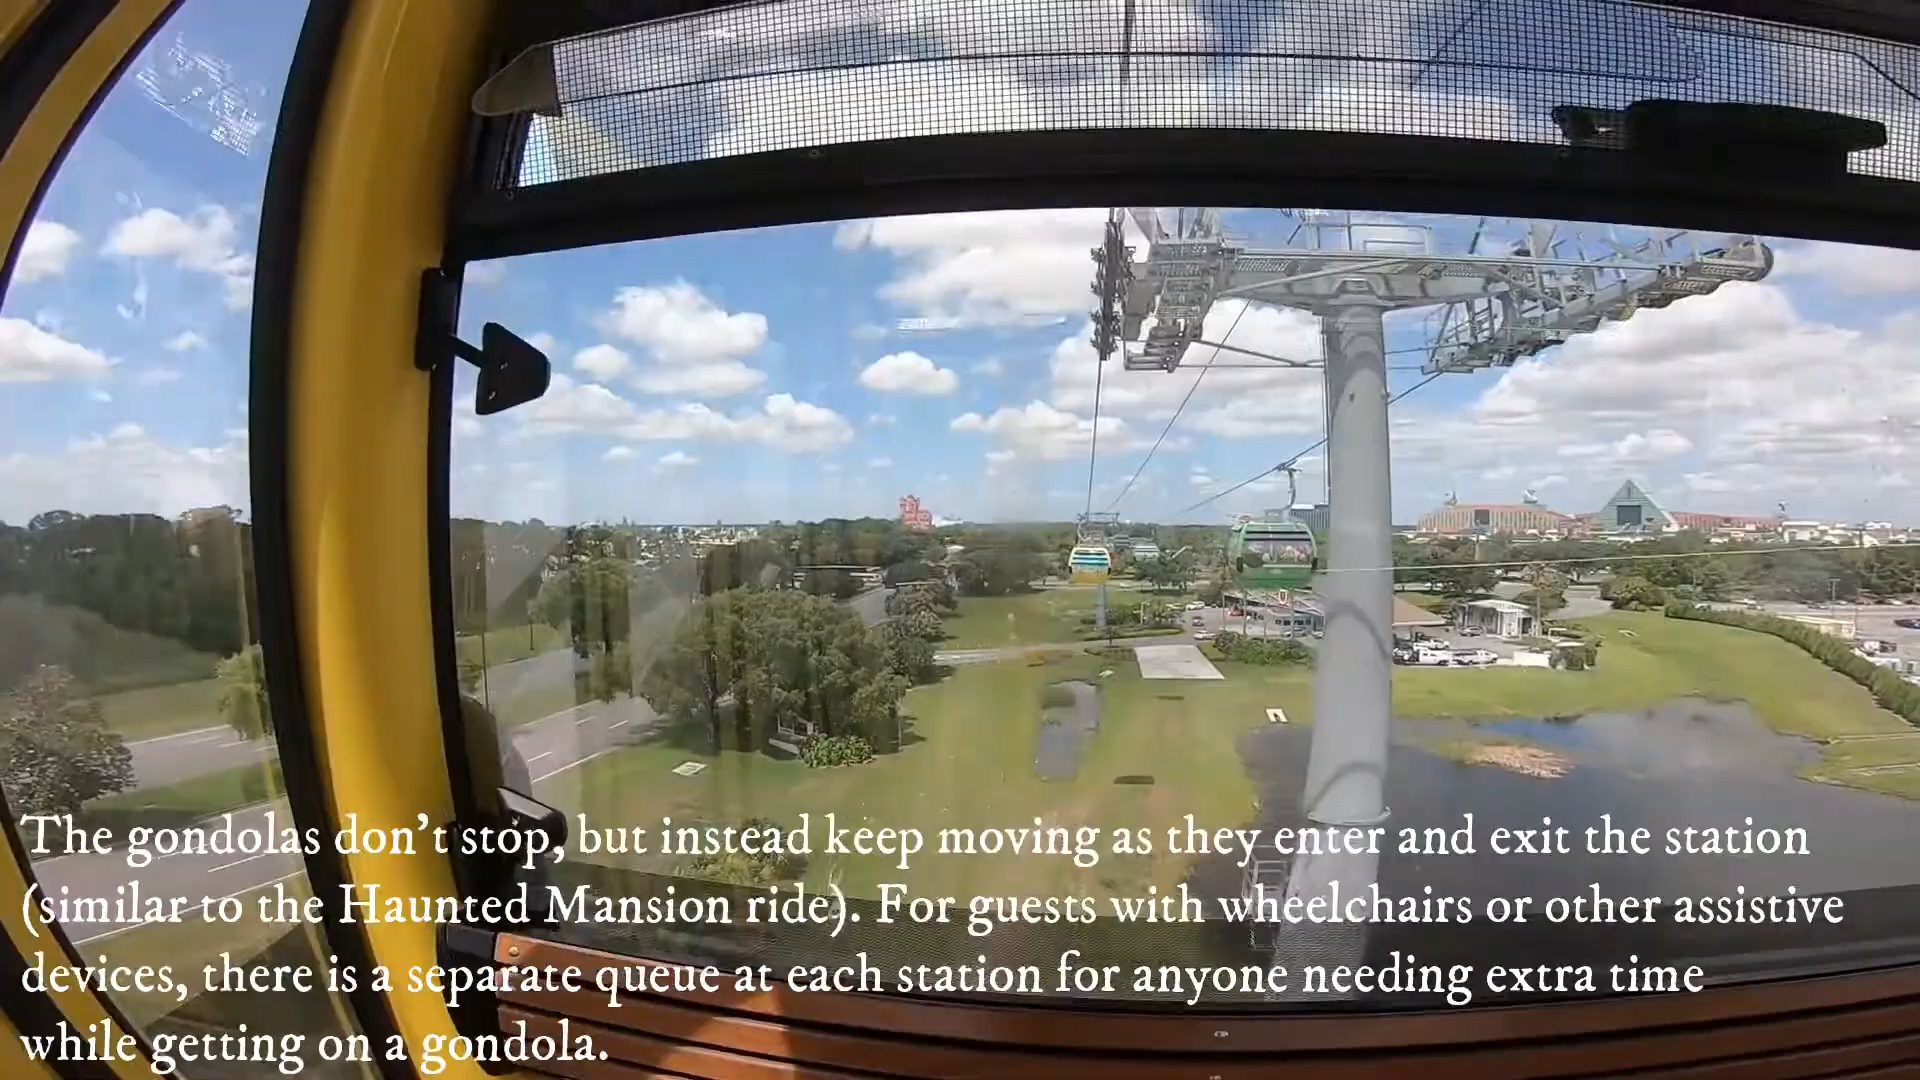 The gondolas don't stop, but instead keep moving as they enter and exit the station
(similar to the Haunted Mansion ride). For guests with wheelchairs or other assistive
devices, there is a separate queue at each station for anyone needing extra time
while getting on a gondola.